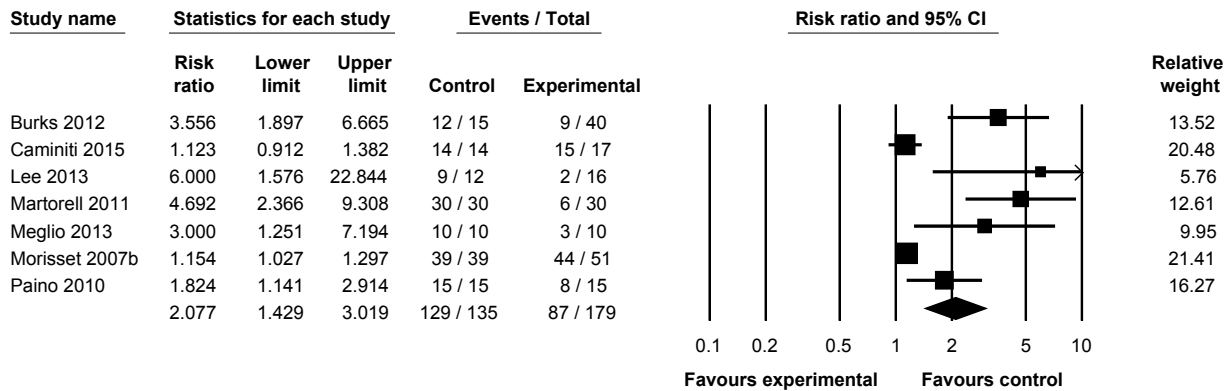 Study name Statistics for each study Events / Total Risk ratio and 95% CI
Risk Lower Upper Relative
ratio limit limit Control Experimental weight
Burks 2012 3.556 1.897 6.665 12 / 15 9 / 40 13.52
Caminiti 2015 1.123 0.912 1.382 14 / 14 15 / 17 20.48
Lee 2013 6.000 1.576 22.844 9 / 12 2 / 16 5.76
Martorell 2011 4.692 2.366 9.308 30 / 30 6 / 30 12.61
Meglio 2013 3.000 1.251 7.194 10 / 10 3 / 10 9.95
Morisset 2007b 1.154 1.027 1.297 39 / 39 44 / 51 21.41
Paino 2010 1.824 1.141 2.914 15 / 15 8 / 15 16.27
2.077 1.429 3.019 129 / 135 87 / 179
0.1 0.2 0.5 1 2 5 10
Favours experimental Favours control